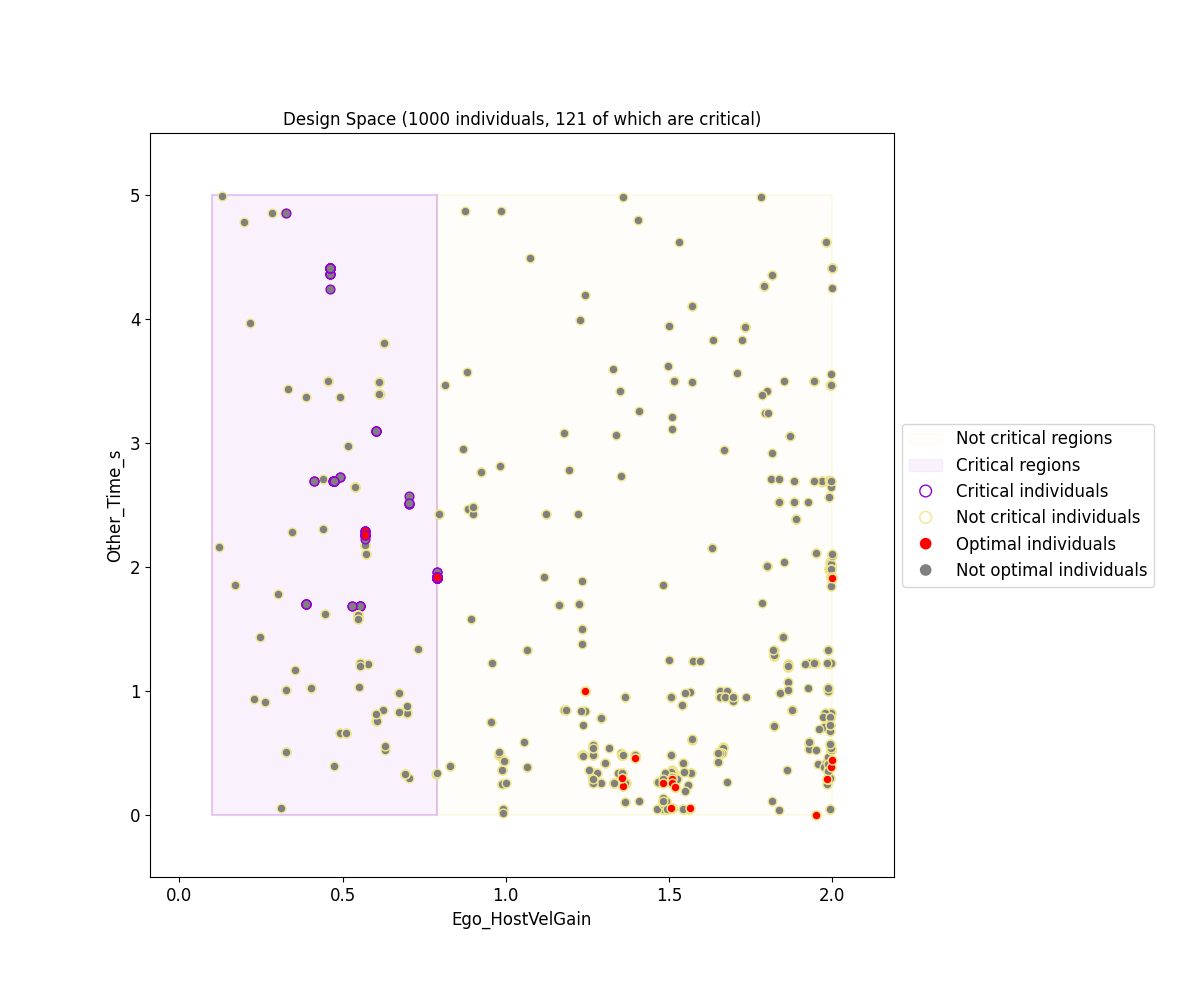 Design Space (1000 individuals, 121 of which are critical)
5
4
3
2
1
0
Other_Time_s
0.0
0.5
1.0
1.5
2.0
Ego_HostVelGain
Not critical regions
Critical regions
Critical individuals
Not critical individuals
Optimal individuals
Not optimal individuals